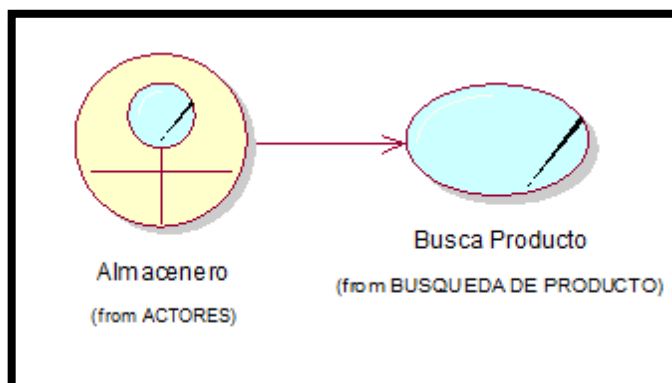 Almacenero
(from ACTORES)
Busca Producto
(from BUSQUEDA DE PRODUCTO)